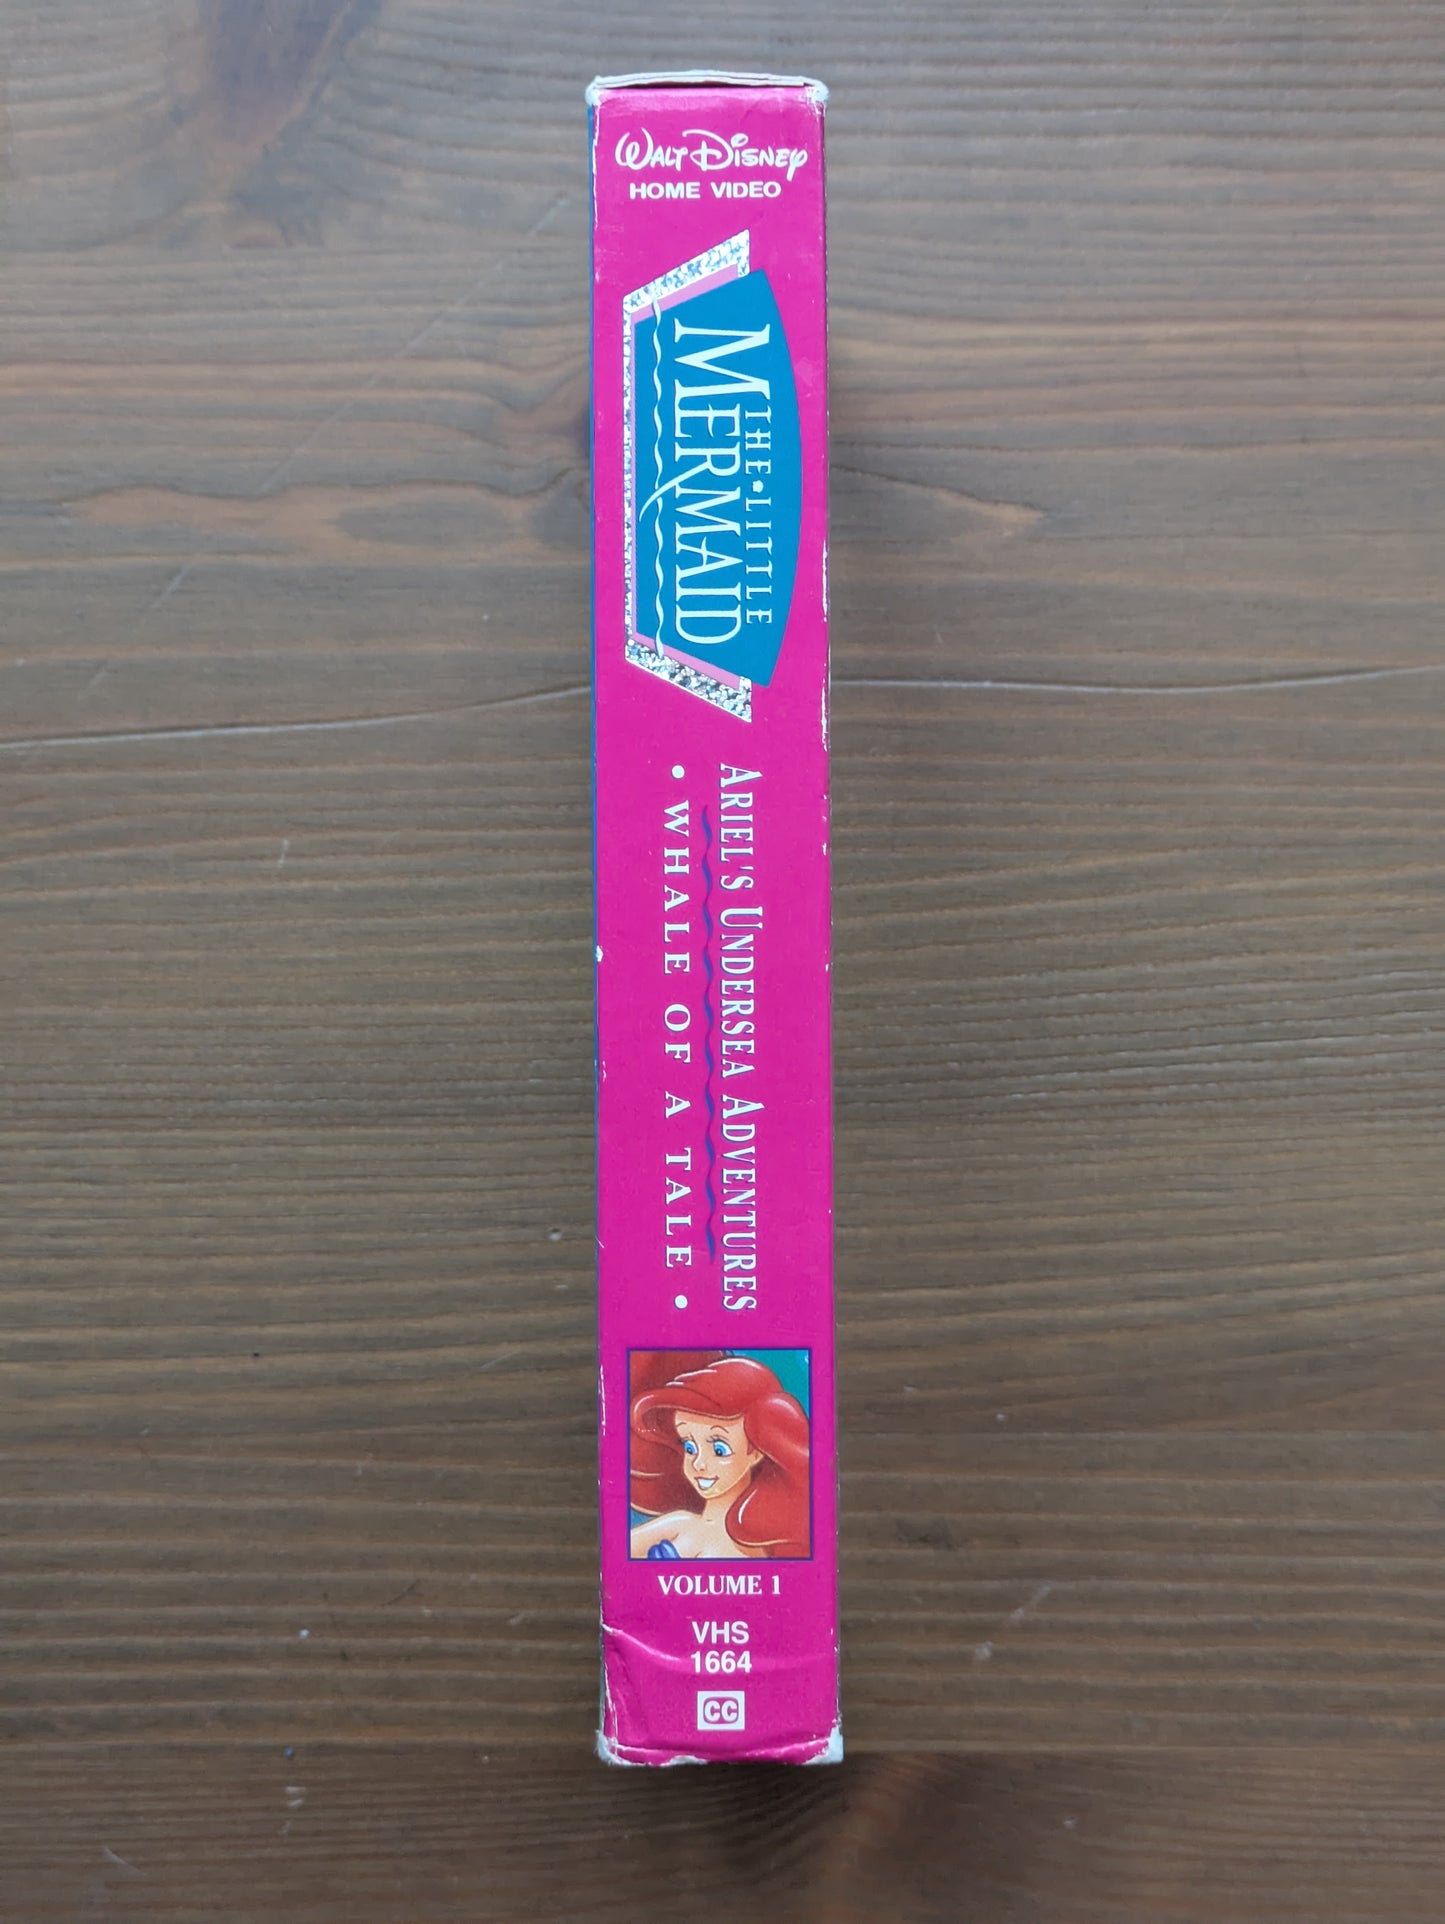 WALT DISNEY
HOME VIDEO
THE • LITTLE
MERMAID
ARIEL'S UNDERSEA ADVENTURES
• WHALE OF A TALE •
VOLUME 1
VHS
1664
CC